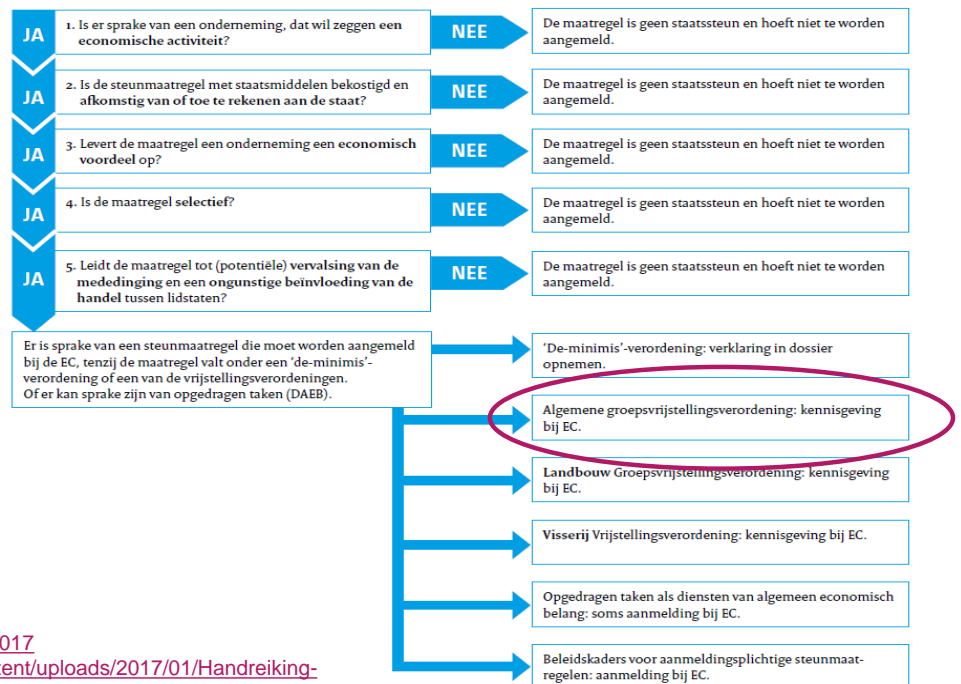 JA
1. Is er sprake van een onderneming, dat wil zeggen een
economische activiteit?
NEE
De maatregel is geen staatssteun en hoeft niet te worden
aangemeld.
JA
2. Is de steunmaatregel met staatsmiddelen bekostigd en
afkomstig van of toe te rekenen aan de staat?
NEE
De maatregel is geen staatssteun en hoeft niet te worden
aangemeld.
JA
3. Levert de maatregel een onderneming een economisch
voordeel op?
NEE
De maatregel is geen staatssteun en hoeft niet te worden
aangemeld.
JA
4. Is de maatregel selectief?
NEE
De maatregel is geen staatssteun en hoeft niet te worden
aangemeld.
JA
5. Leidt de maatregel tot (potentiële) vervalsing van de
mededinging en een ongunstige beïnvloeding van de
handel tussen lidstaten?
NEE
De maatregel is geen staatssteun en hoeft niet te worden
aangemeld.
Er is sprake van een steunmaatregel die moet worden aangemeld
bij de EC, tenzij de maatregel valt onder een ‘de-minimis’-
verordening of een van de vrijstellingsverordeningen.
Of er kan sprake zijn van opgedragen taken (DAEB).
‘De-minimis’-verordening: verklaring in dossier
opnemen.
Algemene groepsvrijstellingsverordening: kennisgeving
bij EC.
Landbouw Groepsvrijstellingsverordening: kennisgeving
bij EC.
Visserij Vrijstellingsverordening: kennisgeving bij EC.
Opgedragen taken als diensten van algemeen economisch
belang: soms aanmelding bij EC.
Beleidskaders voor aanmeldingsplichtige steunmaat-
regelen: aanmelding bij EC.
017
tent/uploads/2017/01/Handreiking-